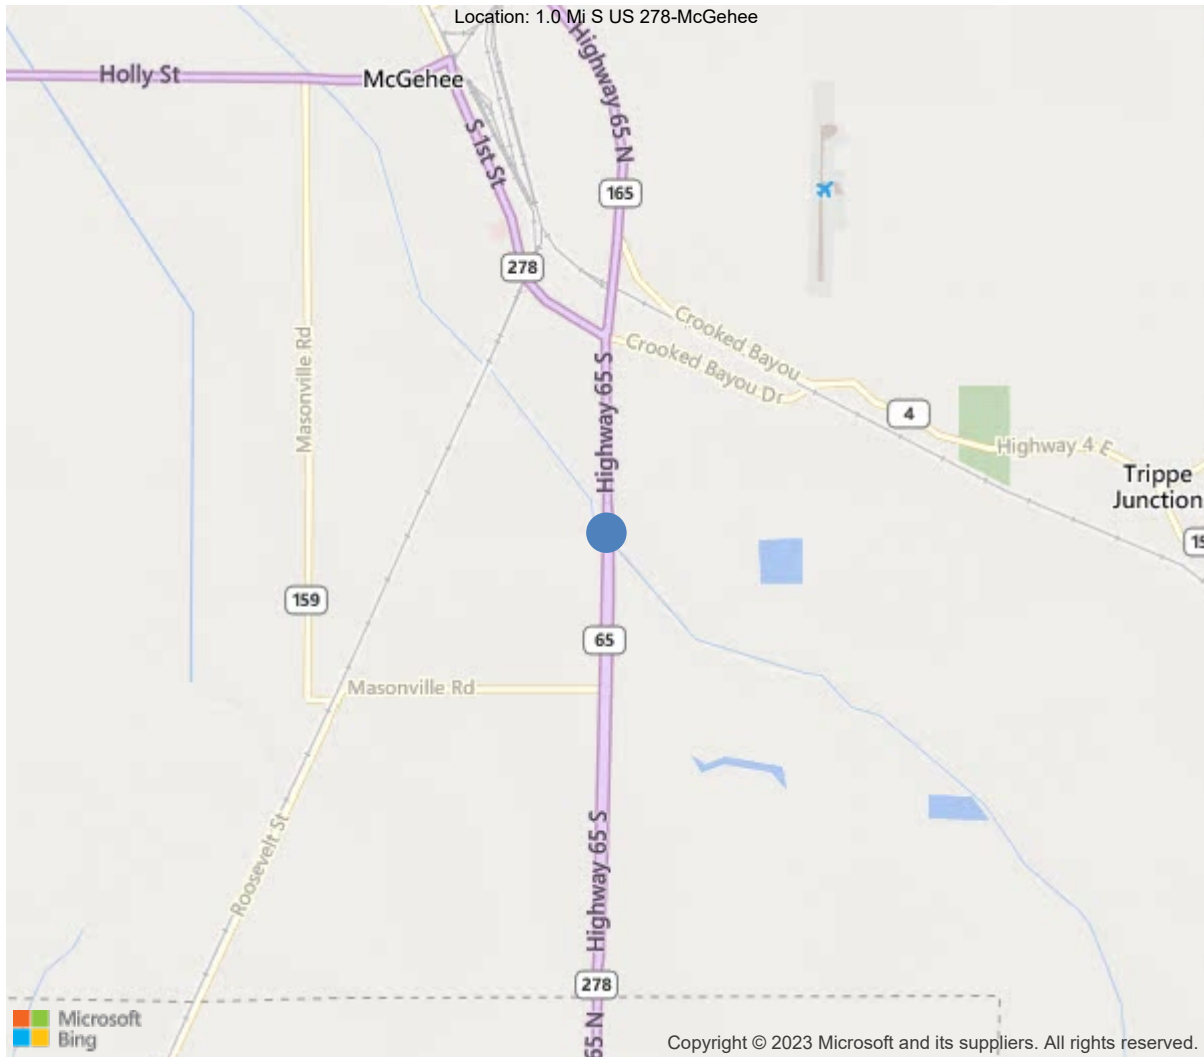 Location: 1.0 Mi S US 278-McGehee
Holly St
McGehee
Highway 65 N
S 1st St
165
278
Crooked Bayou
Crooked Bayou Dr
Masonville Rd
Highway 65 S
4
Highway 4 E
Trippe
Junction
15
159
65
Masonville Rd
Highway 65 S
Roosevelt St
278
65 N
Microsoft
Bing
Copyright © 2023 Microsoft and its suppliers. All rights reserved.